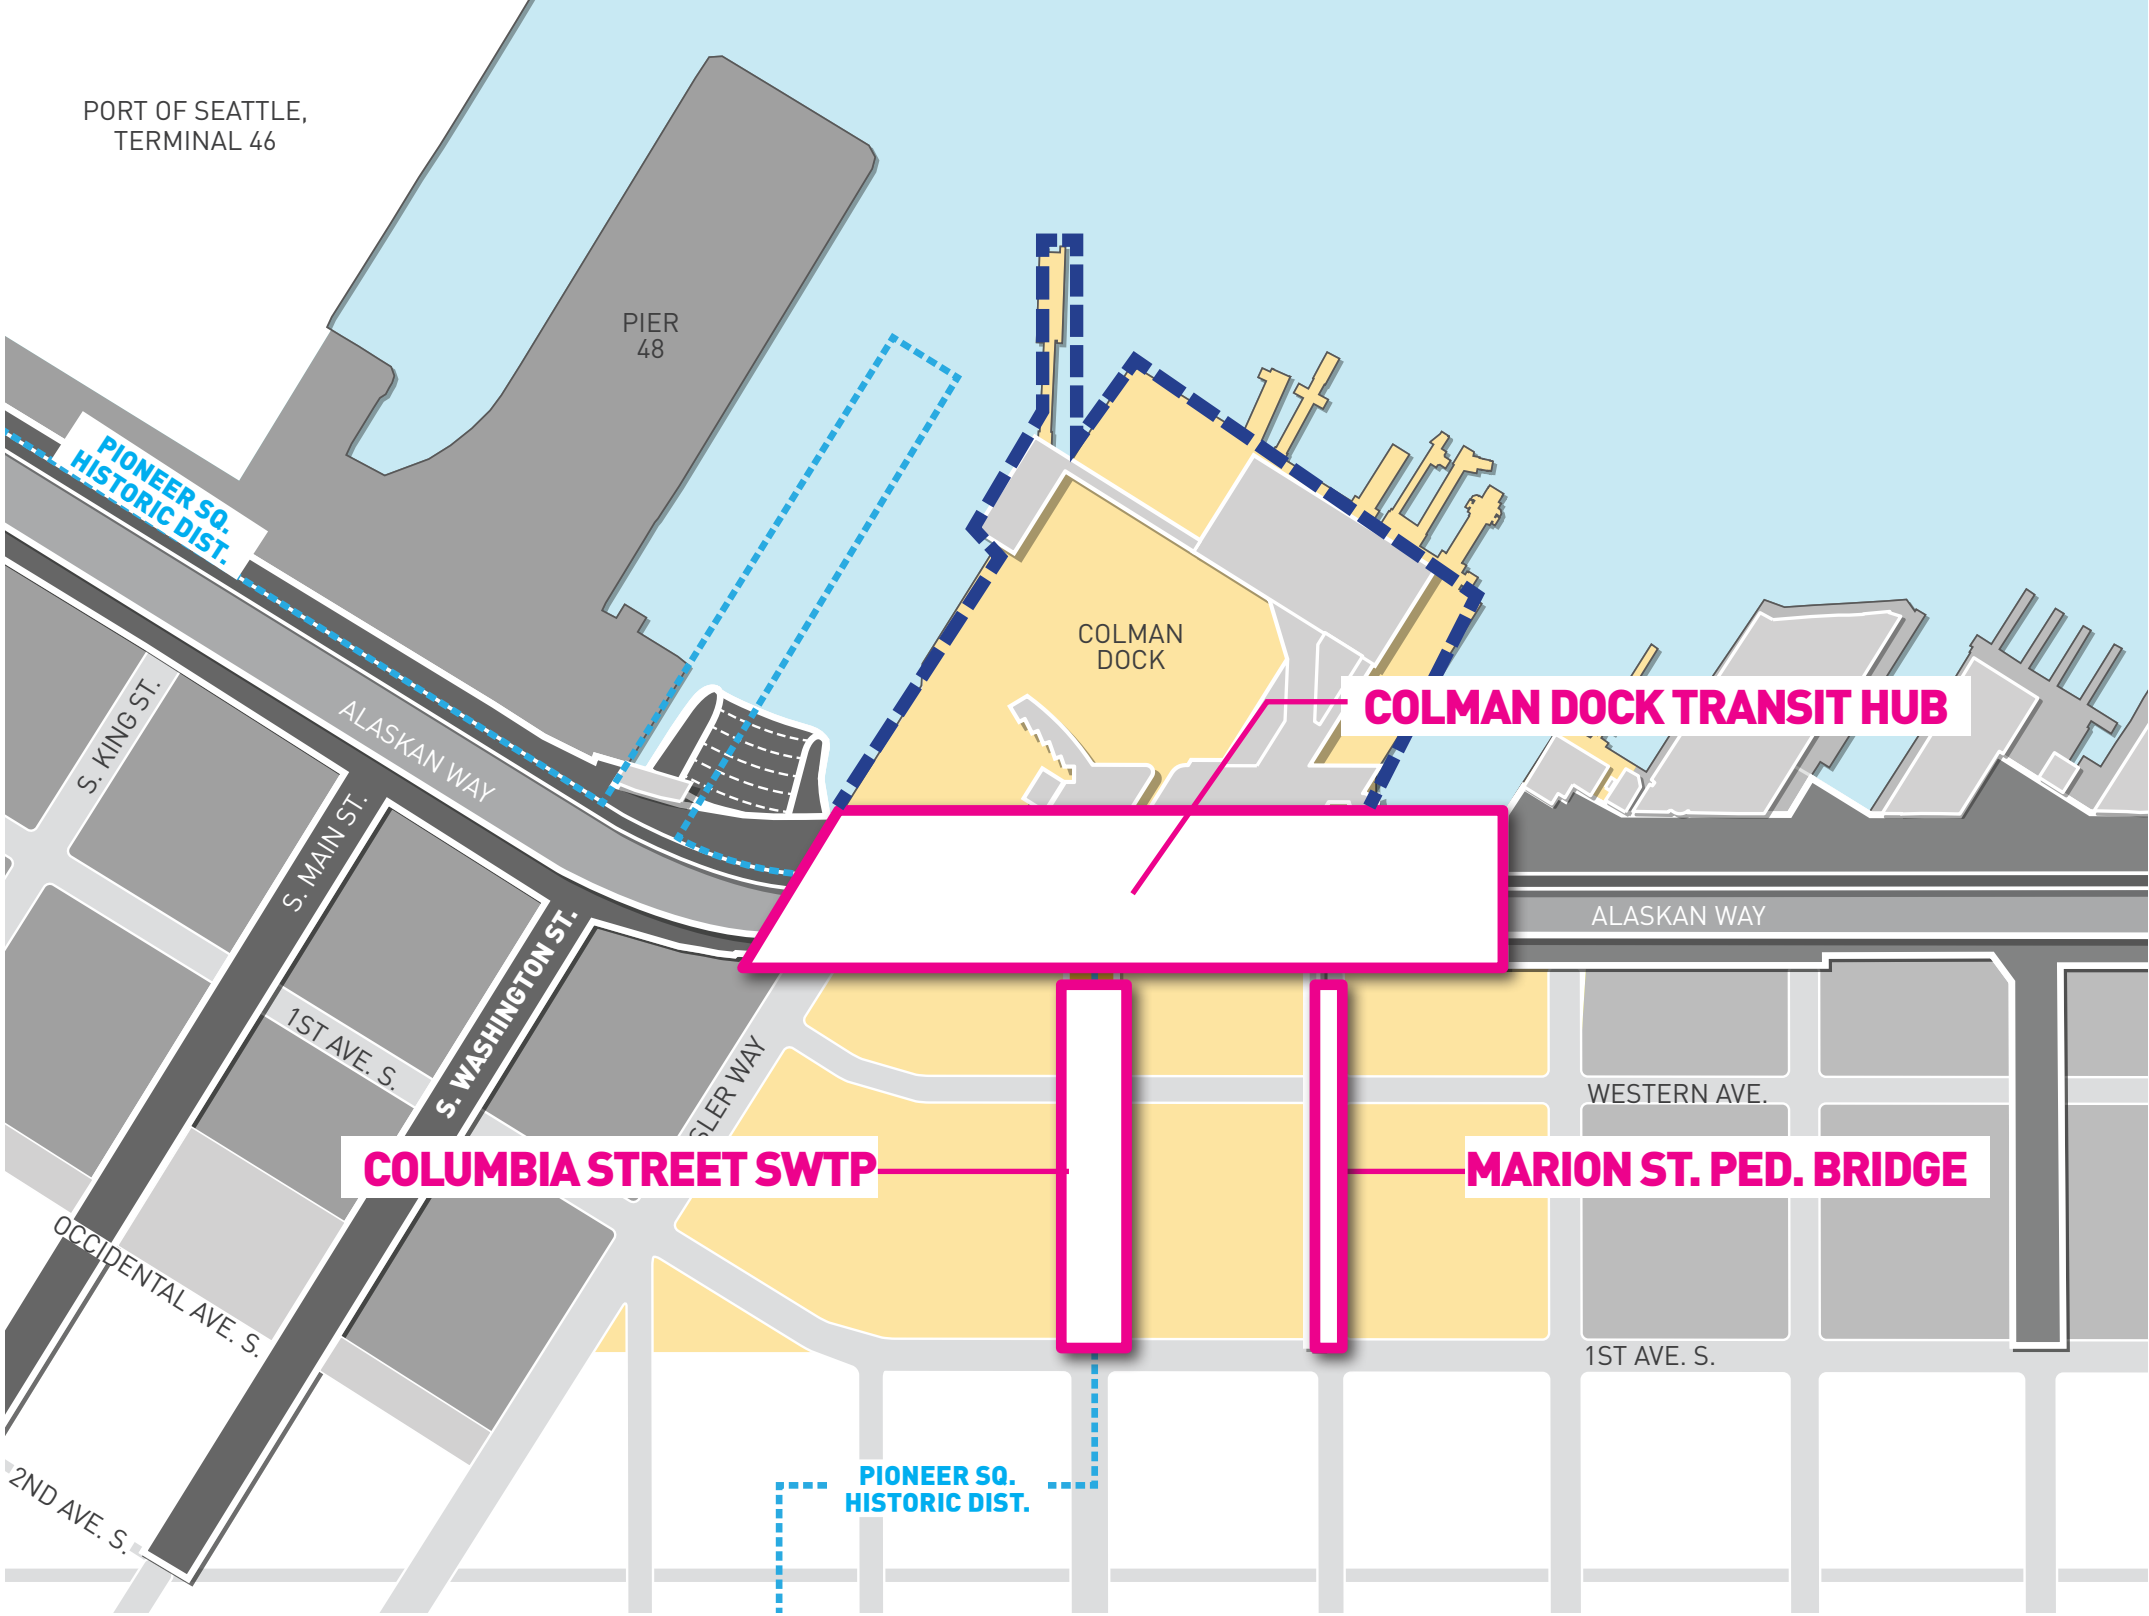 PORT OF SEATTLE,
TERMINAL 46
PIER
48
PIONEER SQ.
HISTORIC DIST.
COLMAN
DOCK
S. KING ST.
ALASKAN WAY
COLMAN DOCK TRANSIT HUB
S. MAIN ST.
ALASKAN WAY
S. WASHINGTON ST.
1ST AVE. S.
WESTERN AVE.
COLUMBIA STREET SWTP
MARION ST. PED. BRIDGE
SLER WAY
OCCIDENTAL AVE. S.
1ST AVE. S.
PIONEER SQ.
HISTORIC DIST.
2ND AVE. S.